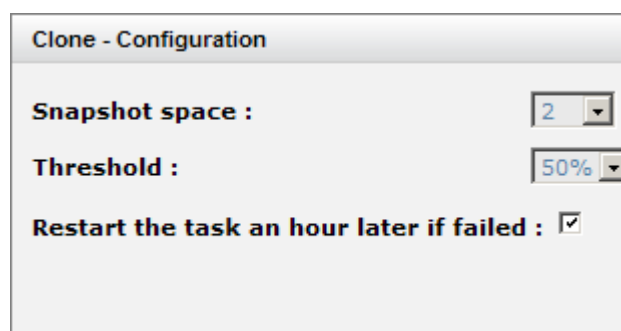 Clone - Configuration
Snapshot space : 2
Threshold : 50%
Restart the task an hour later if failed :